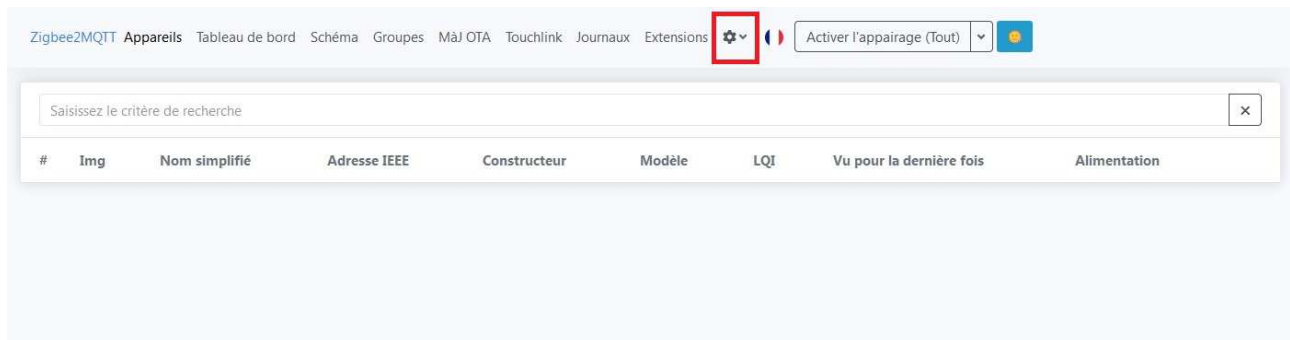 Zigbee2MQTT Appareils Tableau de bord Schéma Groupes MàJ OTA Touchlink Journaux Extensions Activer l'appairage (Tout)
Saisissez le critère de recherche
# Img Nom simplifié Adresse IEEE Constructeur Modèle LQI Vu pour la dernière fois Alimentation